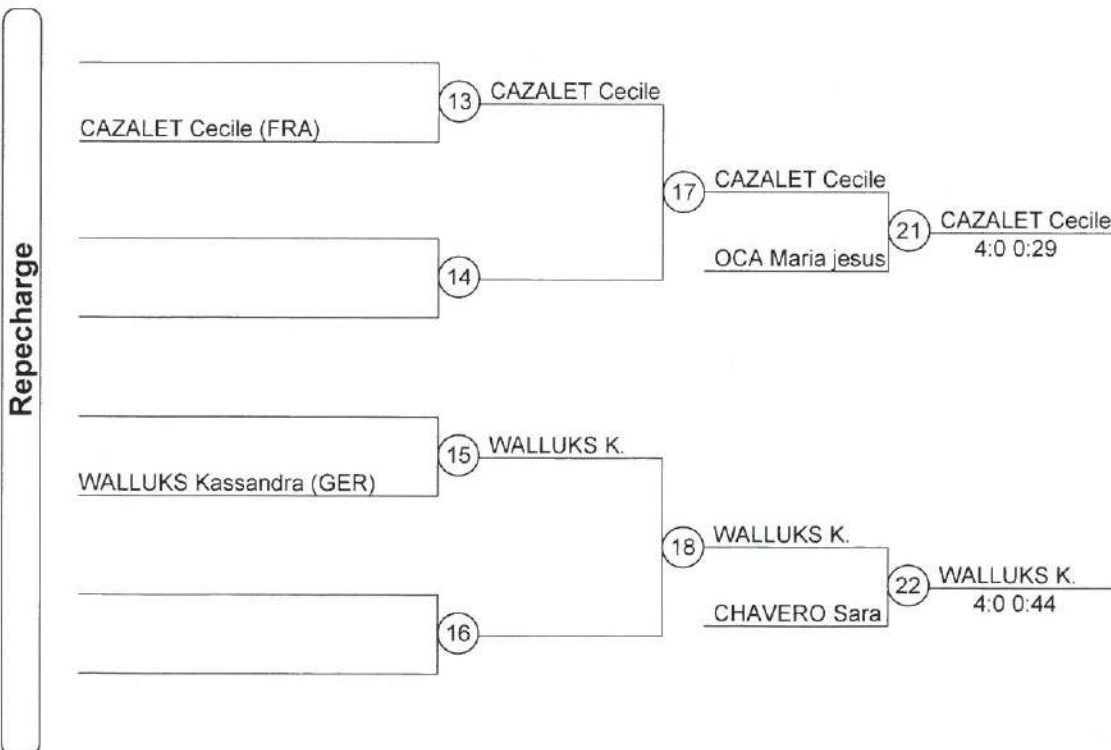 Repecharge
13
CAZALET Cecile
CAZALET Cecile (FRA)
17
CAZALET Cecile
21
CAZALET Cecile
4:0 0:29
OCA Maria jesus
14
15
WALLUKS K.
WALLUKS Kassandra (GER)
18
WALLUKS K.
22
WALLUKS K.
4:0 0:44
CHAVERO Sara
16